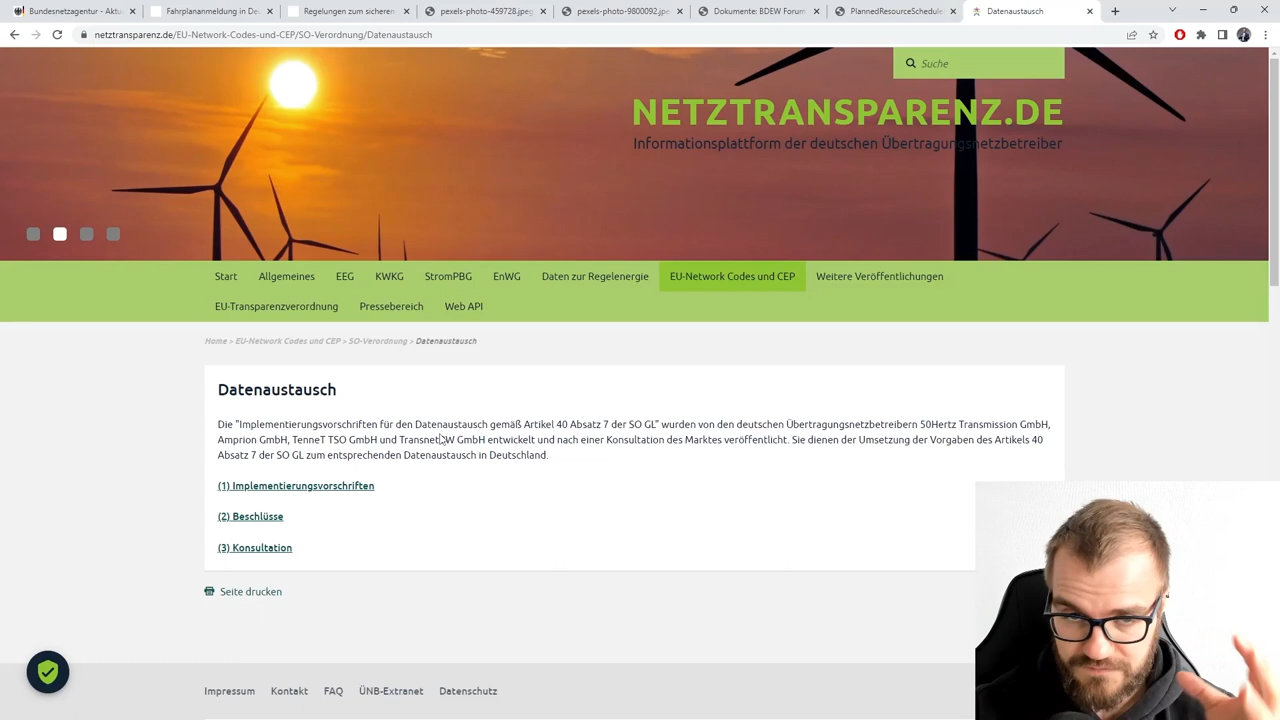 Bundesnetzagentur - Aktu
Fahrplananmeldung in De
Regelungen zum sicheren
pexels-photo-459728.jpeg
pexels-photo-9800092.jpe
Dokumente: BDEW Forum
PlannedResourceSchedule
Datenaustausch
netztransparenz.de/EU-Network-Codes-und-CEP/SO-Verordnung/Datenaustausch
Suche
NETZTRANSPARENZ.DE
Informationsplattform der deutschen Übertragungsnetzbetreiber
Start Allgemeines EEG KWKG StromPBG EnWG Daten zur Regelenergie EU-Network Codes und CEP Weitere Veröffentlichungen
EU-Transparenzverordnung Pressebereich Web API
Home > EU-Network Codes und CEP > SO-Verordnung > Datenaustausch
Datenaustausch
Die "Implementierungsvorschriften für den Datenaustausch gemäß Artikel 40 Absatz 7 der SO GL" wurden von den deutschen Übertragungsnetzbetreibern 50Hertz Transmission GmbH,
Amprion GmbH, TenneT TSO GmbH und TransnetBW GmbH entwickelt und nach einer Konsultation des Marktes veröffentlicht. Sie dienen der Umsetzung der Vorgaben des Artikels 40
Absatz 7 der SO GL zum entsprechenden Datenaustausch in Deutschland.
(1) Implementierungsvorschriften
(2) Beschlüsse
(3) Konsultation
Seite drucken
Impressum Kontakt FAQ ÜNB-Extranet Datenschutz